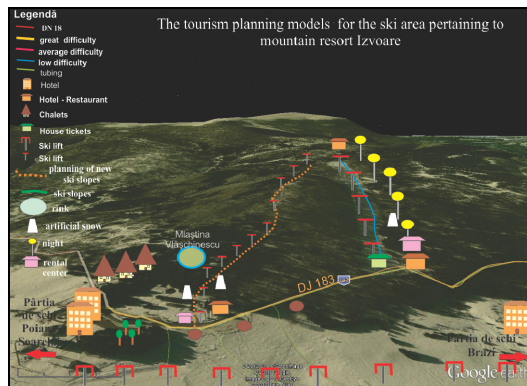 Legendă
DN 18
great difficulty
average difficulty
low difficulty
tubing
Hotel
Hotel - Restaurant
Chalets
House tickets
Ski lift
Ski lift
planning of new
ski slopes
ski slopes
rink
artificial snow
night
rental
center
The tourism planning models for the ski area pertaining to
mountain resort Izvoare
Mlaștina
Vlășchinescu
DJ 183
Pârtia
de schi
Poiana
Soarelui
Pârtia de schi
Brazi
Google earth